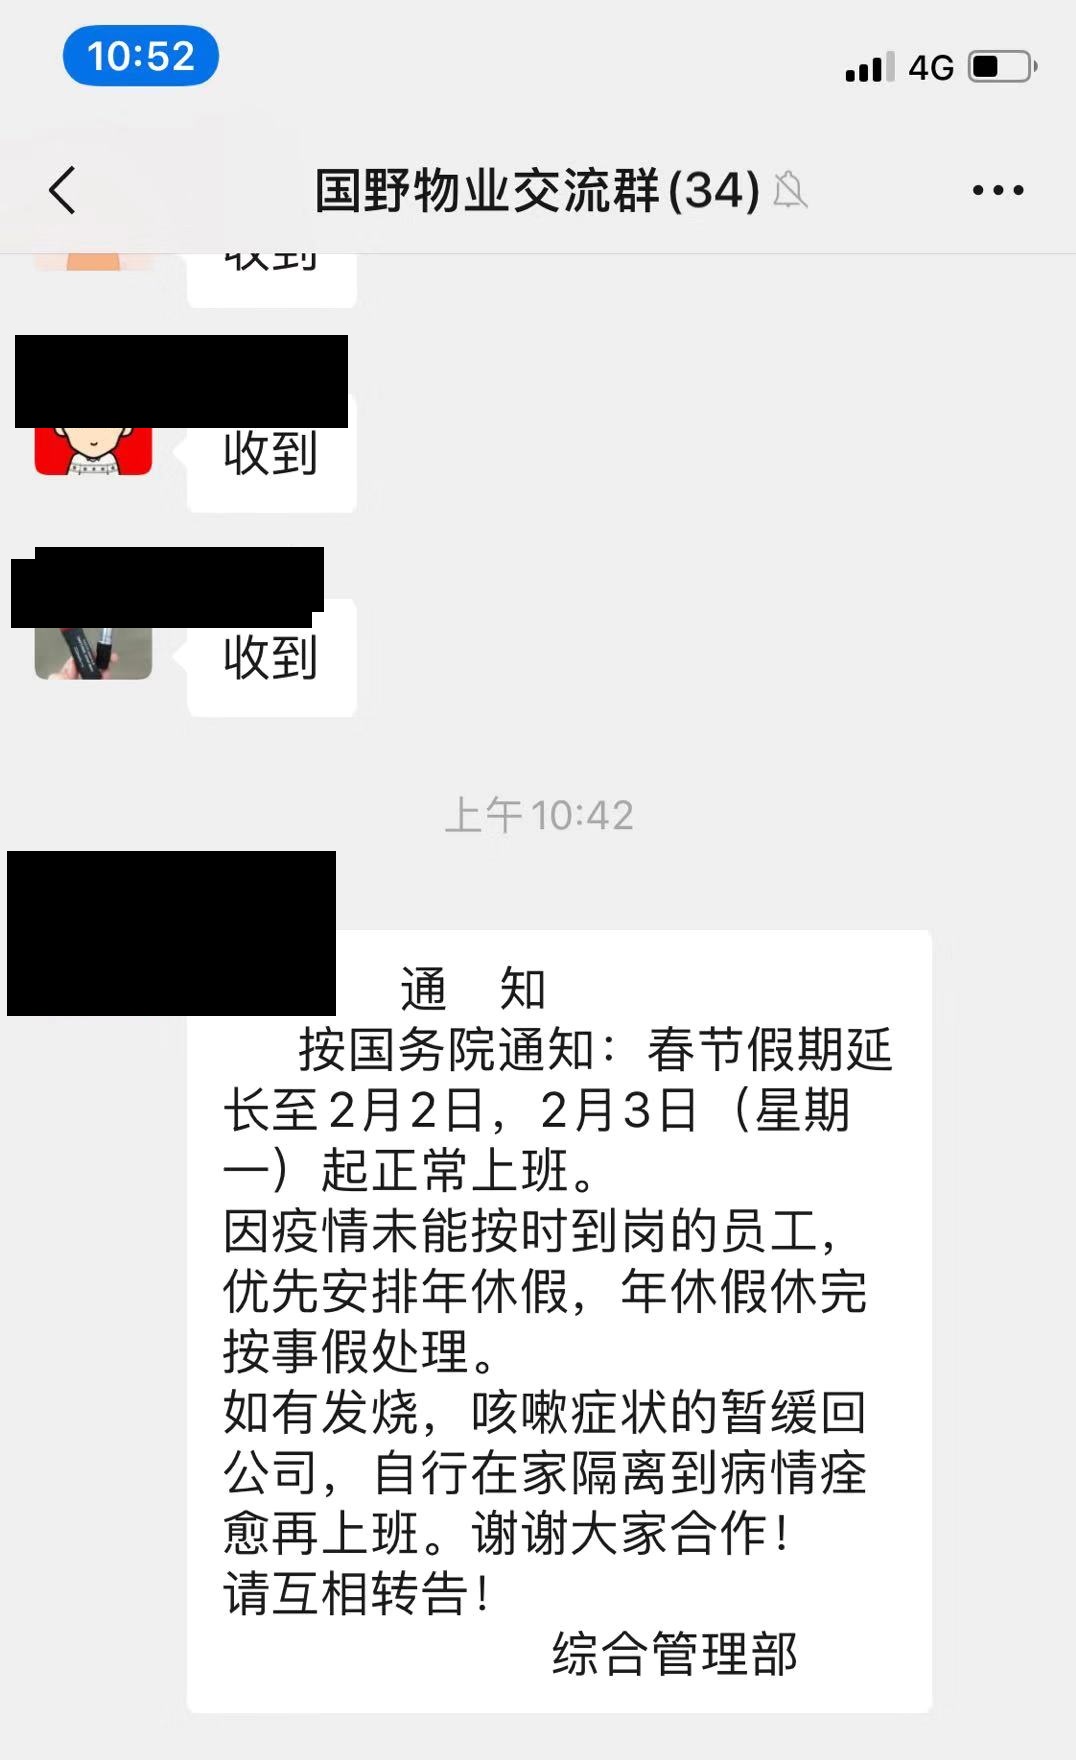 10:52
4G
国野物业交流群(34)
收到
收到
收到
上午10:42
通 知
按国务院通知：春节假期延
长至2月2日，2月3日（星期
一）起正常上班。
因疫情未能按时到岗的员工，
优先安排年休假，年休假休完
按事假处理。
如有发烧，咳嗽症状的暂缓回
公司，自行在家隔离到病情痊
愈再上班。谢谢大家合作！
请互相转告！
综合管理部